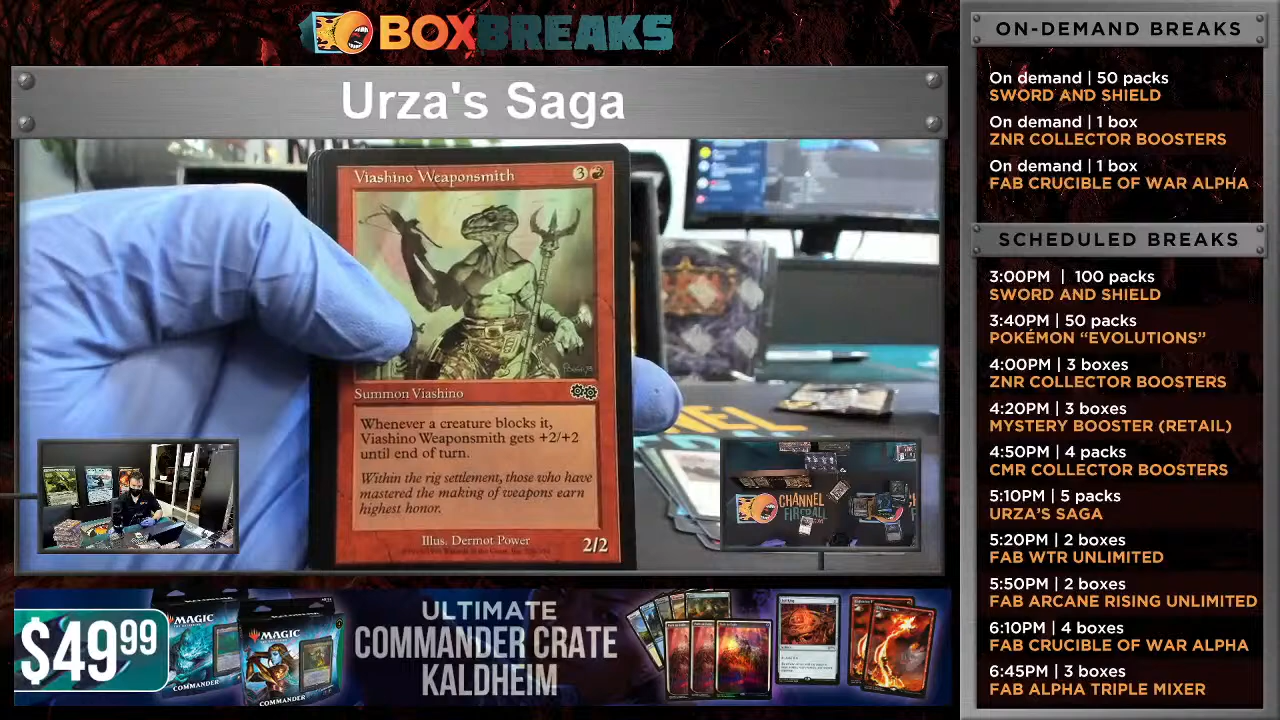 BOXBREAKS
Urza's Saga
Viashino Weaponsmith 3
Summon Viashino
Whenever a creature blocks it,
Viashino Weaponsmith gets +2/+2
until end of turn.
Within the rig settlement, those who have
mastered the making of weapons earn
highest honor.
Illus. Dermot Power
2/2
CHANNEL
FIREBALL
$49.99
MAGIC
COMMANDER
MAGIC
COMMANDER
ULTIMATE
COMMANDER CRATE
KALDHEIM
ON-DEMAND BREAKS
On demand | 50 packs
SWORD AND SHIELD
On demand | 1 box
ZNR COLLECTOR BOOSTERS
On demand | 1 box
FAB CRUCIBLE OF WAR ALPHA
SCHEDULED BREAKS
3:00PM | 100 packs
SWORD AND SHIELD
3:40PM | 50 packs
POKÉMON “EVOLUTIONS”
4:00PM | 3 boxes
ZNR COLLECTOR BOOSTERS
4:20PM | 3 boxes
MYSTERY BOOSTER (RETAIL)
4:50PM | 4 packs
CMR COLLECTOR BOOSTERS
5:10PM | 5 packs
URZA’S SAGA
5:20PM | 2 boxes
FAB WTR UNLIMITED
5:50PM | 2 boxes
FAB ARCANE RISING UNLIMITED
6:10PM | 4 boxes
FAB CRUCIBLE OF WAR ALPHA
6:45PM | 3 boxes
FAB ALPHA TRIPLE MIXER